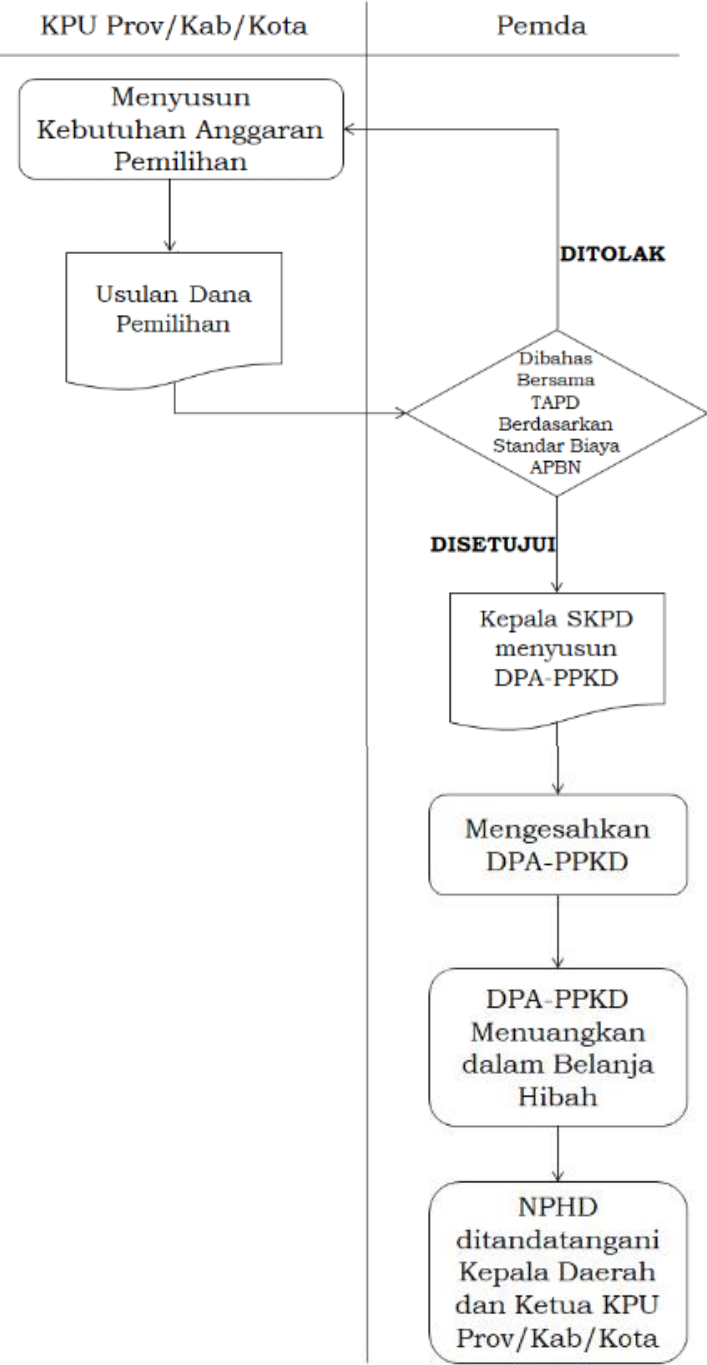 KPU Prov/Kab/Kota
Pemda
Menyusun
Kebutuhan Anggaran
Pemilihan
Usulan Dana
Pemilihan
DITOLAK
Dibahas
Bersama
TAPD
Berdasarkan
Standar Biaya
APBN
DISETUJUI
Kepala SKPD
menyusun
DPA-PPKD
Mengesahkan
DPA-PPKD
DPA-PPKD
Menuangkan
dalam Belanja
Hibah
NPHD
ditandatangani
Kepala Daerah
dan Ketua KPU
Prov/Kab/Kota